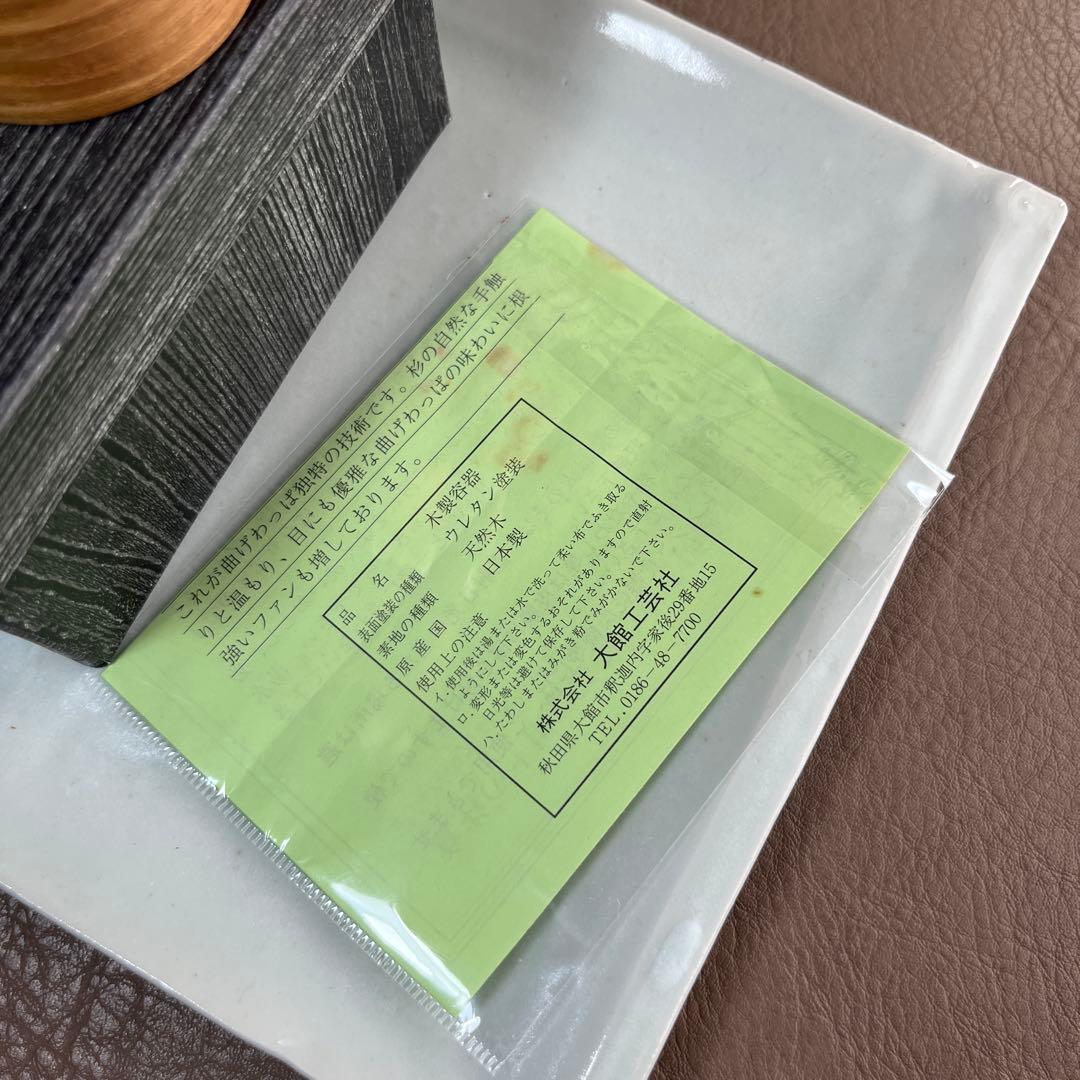 これが曲げわっぱ独特の技術です。杉の自然な手触
りと温もり、目にも優雅な曲げわっぱの味わいに根
強いファンも増しております。
品名 木製容器
表面塗装の種類 ウレタン塗装
素地の種類 天然木
原産国 日本製
使用上の注意
イ.使用後は湯または水で洗って柔い布でふき取る
ようにして下さい。
ロ.変形または変色するおそれがありますので直射
日光等は避けて保存して下さい。
ハ.たわしまたはみがき粉でみがかないで下さい。
株式会社 大館工芸社
秋田県大館市釈迦内字家後29番地15
TEL.0186-48-7700